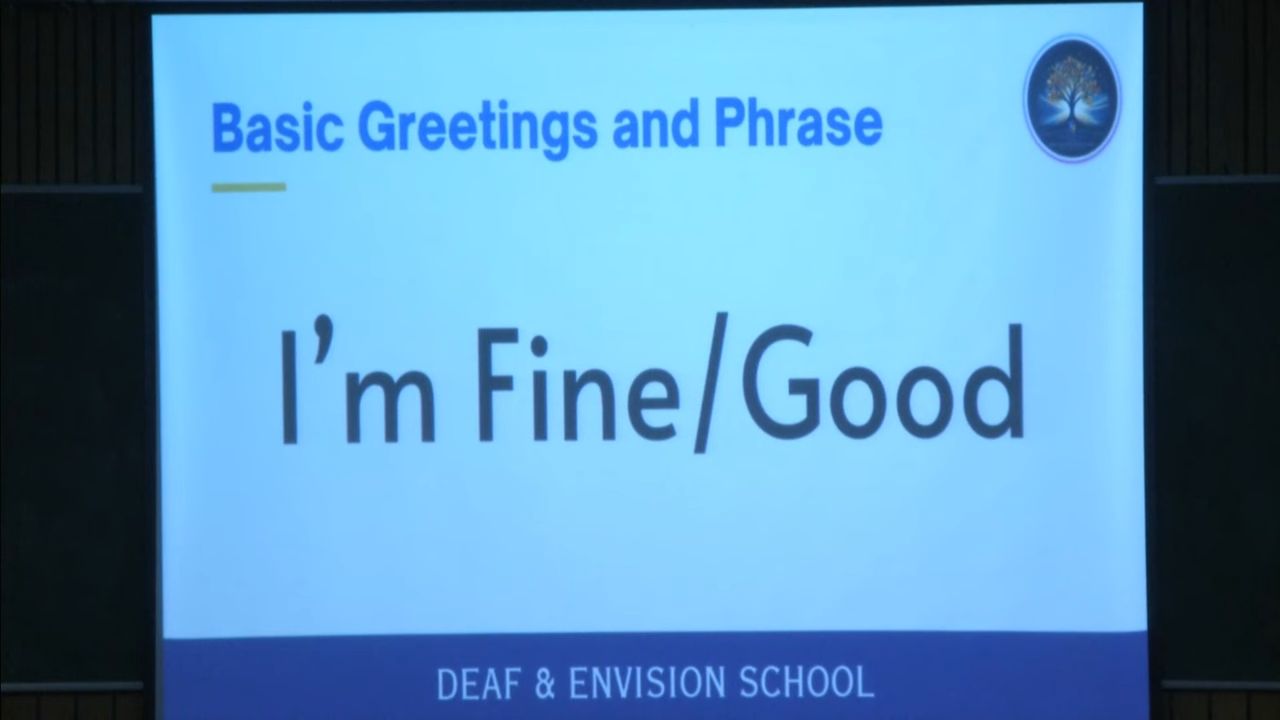 Basic Greetings and Phrase
I'm Fine/Good
DEAF & ENVISION SCHOOL